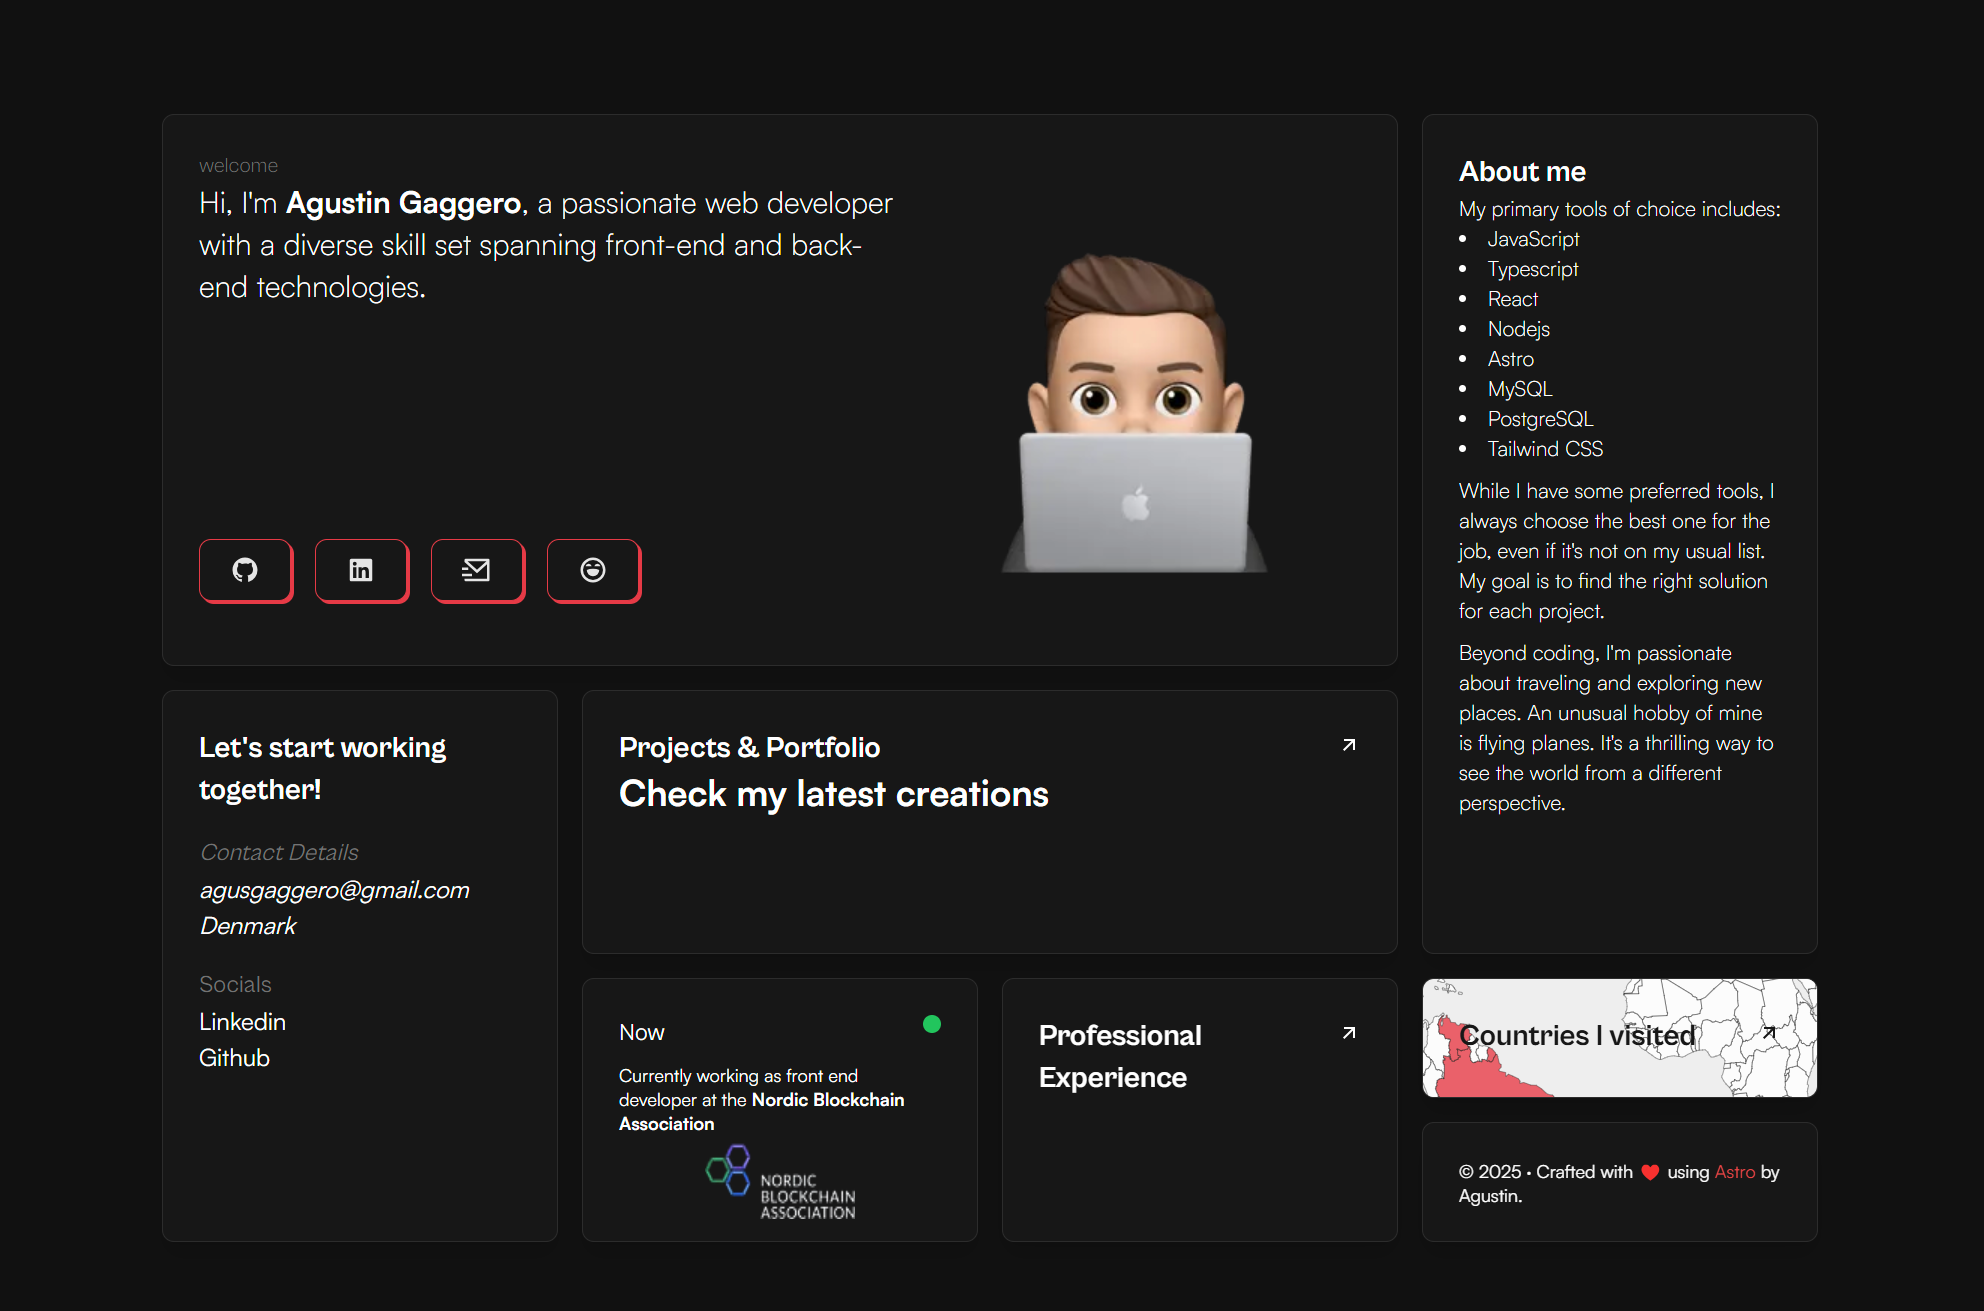 welcome
Hi, I'm Agustin Gaggero, a passionate web developer
with a diverse skill set spanning front-end and back-
end technologies.
About me
My primary tools of choice includes:
JavaScript
Typescript
React
Nodejs
Astro
MySQL
PostgreSQL
Tailwind CSS
While I have some preferred tools, I
always choose the best one for the
job, even if it's not on my usual list.
My goal is to find the right solution
for each project.
Beyond coding, I'm passionate
about traveling and exploring new
places. An unusual hobby of mine
is flying planes. It's a thrilling way to
see the world from a different
perspective.
Let's start working
together!
Contact Details
agusgaggero@gmail.com
Denmark
Socials
Linkedin
Github
Projects & Portfolio
Check my latest creations
Now
Currently working as front end
developer at the Nordic Blockchain
Association
NORDIC
BLOCKCHAIN
ASSOCIATION
Professional
Experience
Countries I visited
© 2025 • Crafted with ❤️ using Astro by
Agustin.